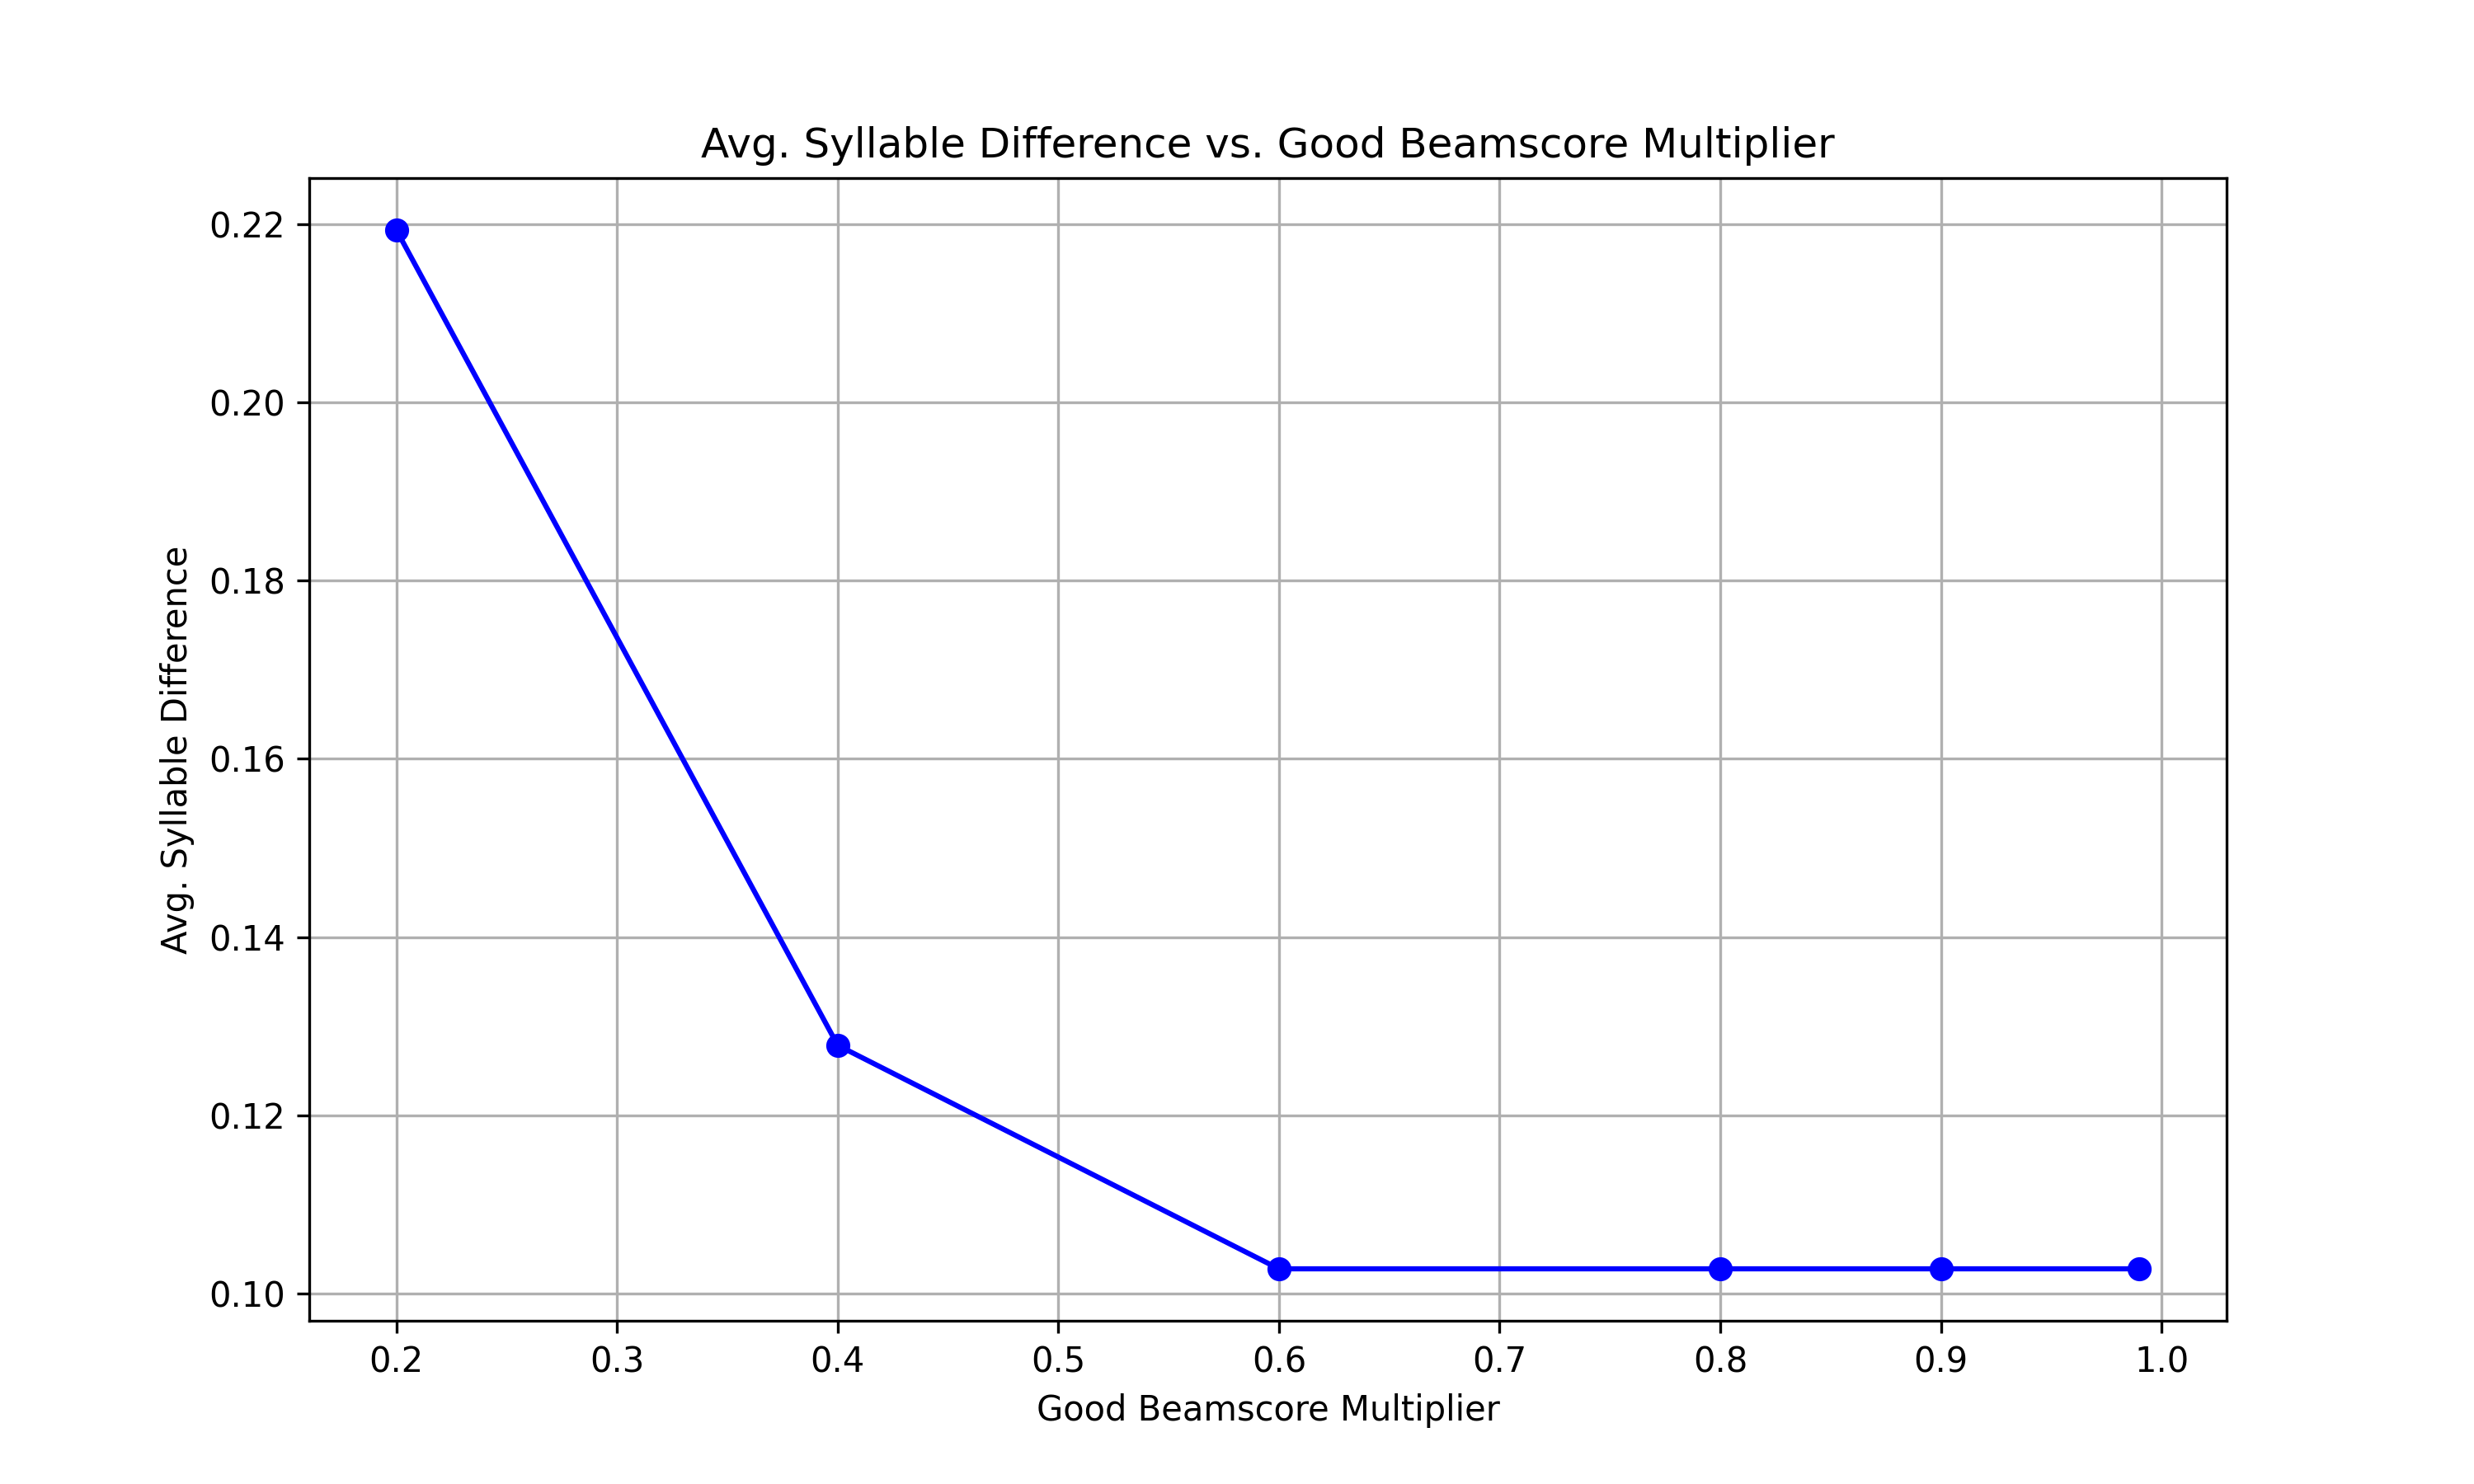 Avg. Syllable Difference vs. Good Beamscore Multiplier
Avg. Syllable Difference
0.22
0.20
0.18
0.16
0.14
0.12
0.10
0.2 0.3 0.4 0.5 0.6 0.7 0.8 0.9 1.0
Good Beamscore Multiplier